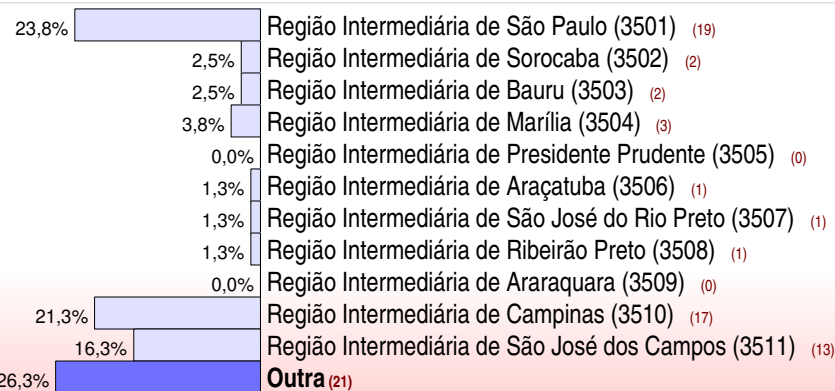 23,8% Região Intermediária de São Paulo (3501) (19)
2,5% Região Intermediária de Sorocaba (3502) (2)
2,5% Região Intermediária de Bauru (3503) (2)
3,8% Região Intermediária de Marília (3504) (3)
0,0% Região Intermediária de Presidente Prudente (3505) (0)
1,3% Região Intermediária de Araçatuba (3506) (1)
1,3% Região Intermediária de São José do Rio Preto (3507) (1)
1,3% Região Intermediária de Ribeirão Preto (3508) (1)
0,0% Região Intermediária de Araraquara (3509) (0)
21,3% Região Intermediária de Campinas (3510) (17)
16,3% Região Intermediária de São José dos Campos (3511) (13)
26,3% Outra (21)